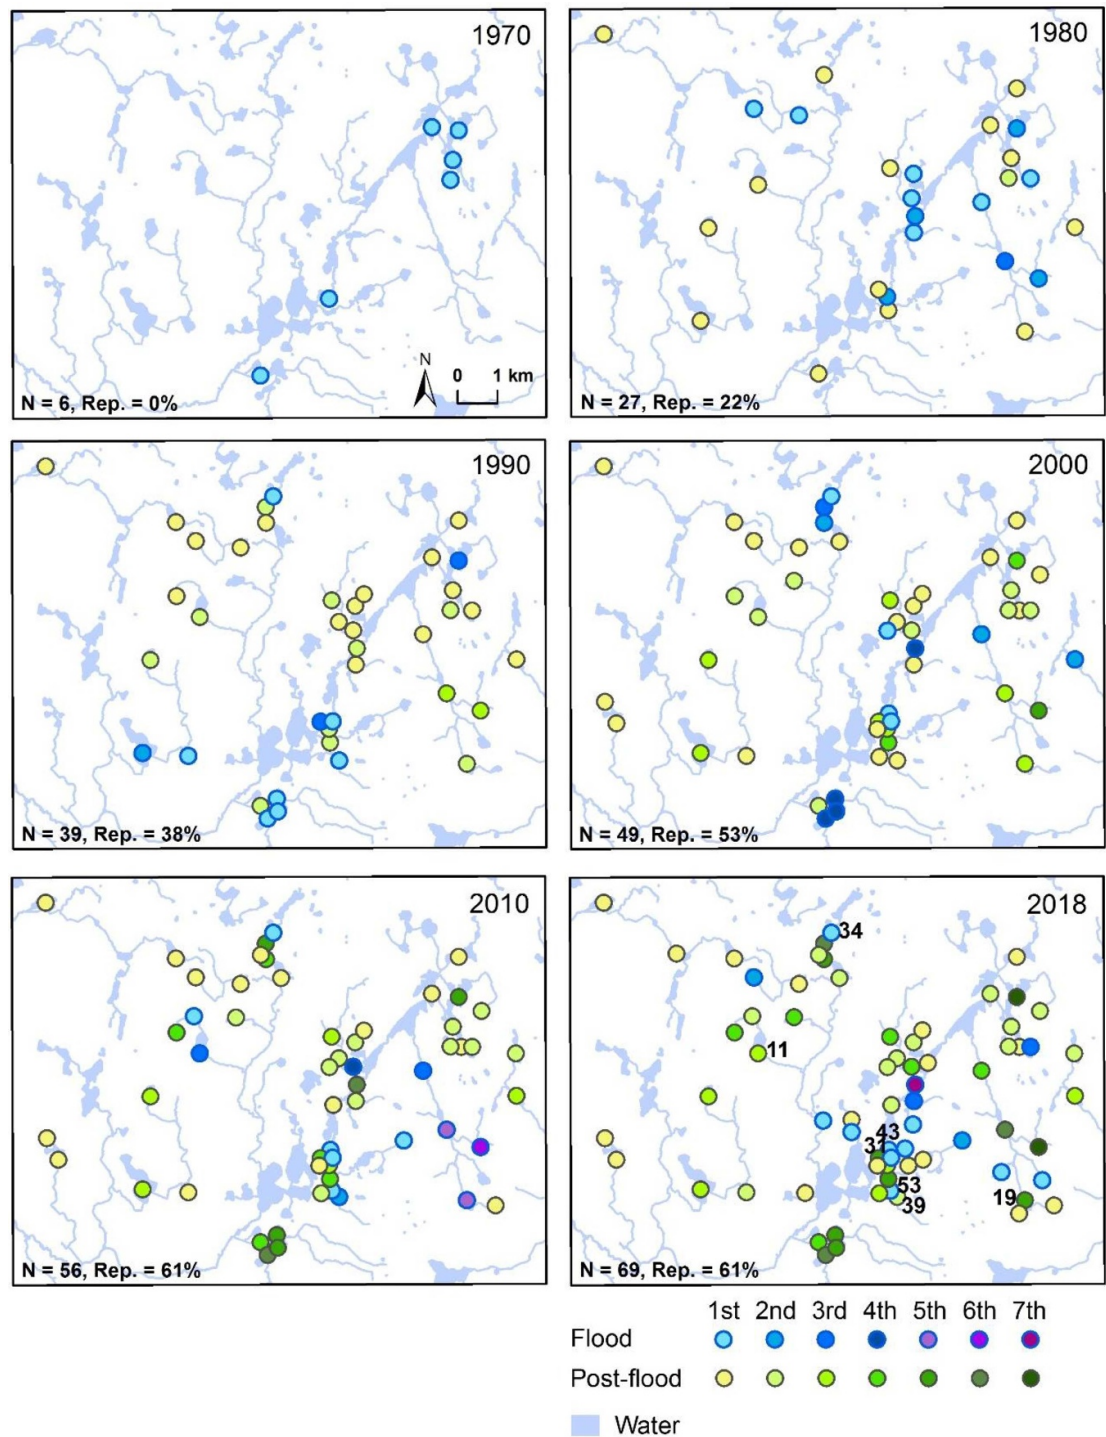 1970
N
0 1 km
N = 6, Rep. = 0%
1980
N = 27, Rep. = 22%
1990
N = 39, Rep. = 38%
2000
N = 49, Rep. = 53%
2010
N = 56, Rep. = 61%
2018
34
11
43
31
53
39
19
N = 69, Rep. = 61%
1st 2nd 3rd 4th 5th 6th 7th
Flood
Post-flood
Water